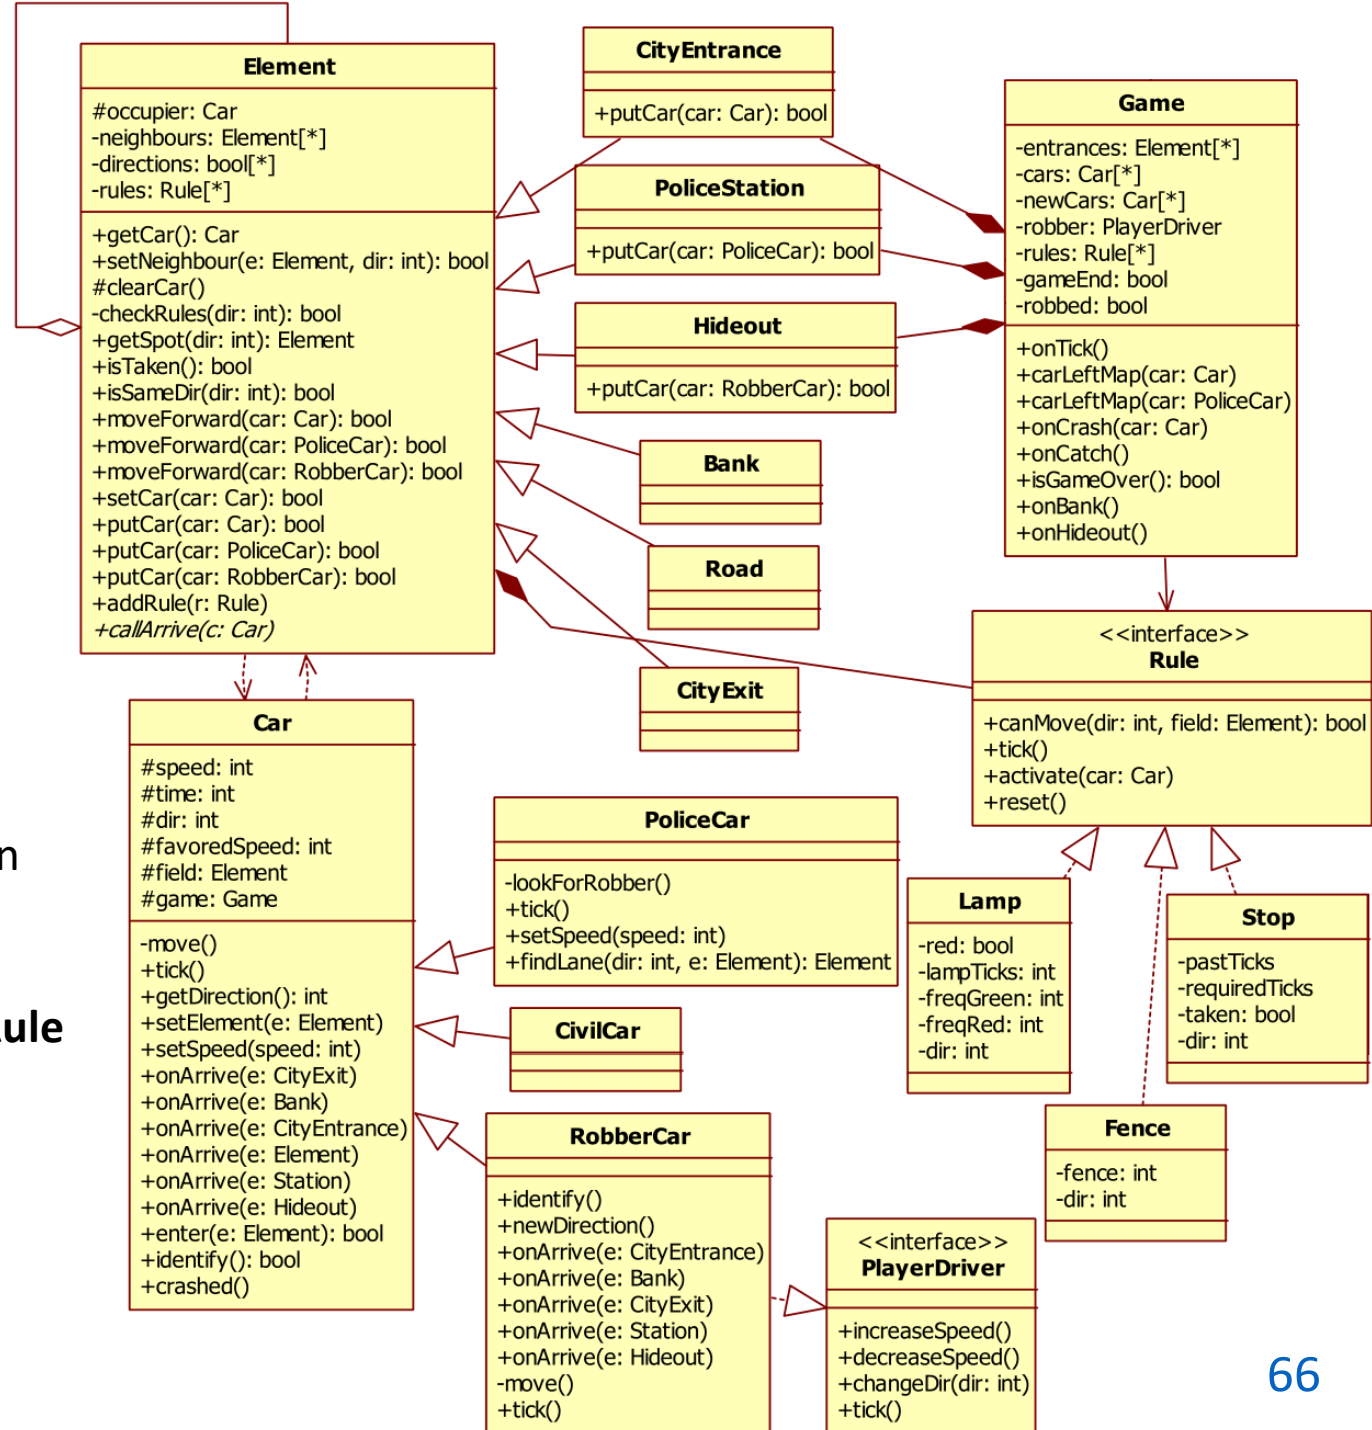 Element
#occupier: Car
-neighbours: Element[*]
-directions: bool[*]
-rules: Rule[*]
+getCar(): Car
+setNeighbour(e: Element, dir: int): bool
#clearCar()
-checkRules(dir: int): bool
+getSpot(dir: int): Element
+isTaken(): bool
+isSameDir(dir: int): bool
+moveForward(car: Car): bool
+moveForward(car: PoliceCar): bool
+moveForward(car: RobberCar): bool
+setCar(car: Car): bool
+putCar(car: Car): bool
+putCar(car: PoliceCar): bool
+putCar(car: RobberCar): bool
+addRule(r: Rule)
+callArrive(c: Car)
CityEntrance
+putCar(car: Car): bool
PoliceStation
+putCar(car: PoliceCar): bool
Hideout
+putCar(car: RobberCar): bool
Bank
Road
CityExit
Game
-entrances: Element[*]
-cars: Car[*]
-newCars: Car[*]
-robber: PlayerDriver
-rules: Rule[*]
-gameEnd: bool
-robbed: bool
+onTick()
+carLeftMap(car: Car)
+carLeftMap(car: PoliceCar)
+onCrash(car: Car)
+onCatch()
+isGameOver(): bool
+onBank()
+onHideout()
<<interface>>
Rule
+canMove(dir: int, field: Element): bool
+tick()
+activate(car: Car)
+reset()
Car
#speed: int
#time: int
#dir: int
#favoredSpeed: int
#field: Element
#game: Game
-move()
+tick()
+getDirection(): int
+setElement(e: Element)
+setSpeed(speed: int)
+onArrive(e: CityExit)
+onArrive(e: Bank)
+onArrive(e: CityEntrance)
+onArrive(e: Element)
+onArrive(e: Station)
+onArrive(e: Hideout)
+enter(e: Element): bool
+identify(): bool
+crashed()
n
ule
PoliceCar
-lookForRobber()
+tick()
+setSpeed(speed: int)
+findLane(dir: int, e: Element): Element
CivilCar
RobberCar
+identify()
+newDirection()
+onArrive(e: CityEntrance)
+onArrive(e: Bank)
+onArrive(e: CityExit)
+onArrive(e: Station)
+onArrive(e: Hideout)
-move()
+tick()
<<interface>>
PlayerDriver
+increaseSpeed()
+decreaseSpeed()
+changeDir(dir: int)
+tick()
Lamp
-red: bool
-lampTicks: int
-freqGreen: int
-freqRed: int
-dir: int
Stop
-pastTicks
-requiredTicks
-taken: bool
-dir: int
Fence
-fence: int
-dir: int
66